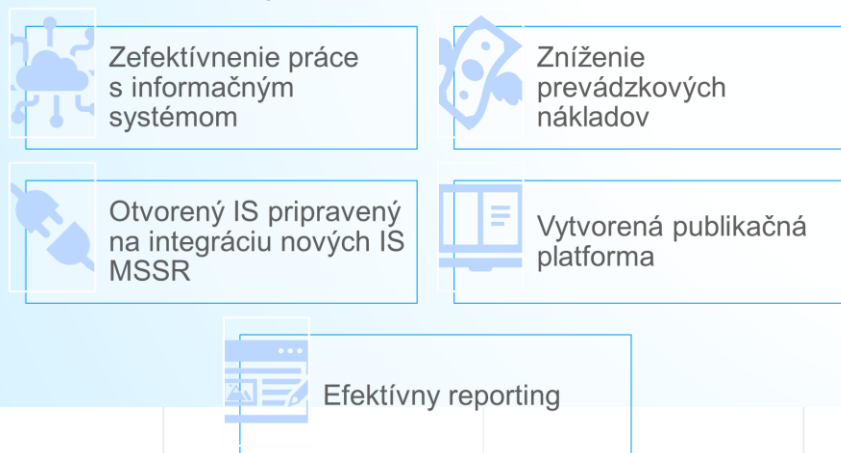 Zefektívnenie práce
s informačným
systémom
Zníženie
prevádzkových
nákladov
Otvorený IS pripravený
na integráciu nových IS
MSSR
Vytvorená publikačná
platforma
Efektívny reporting